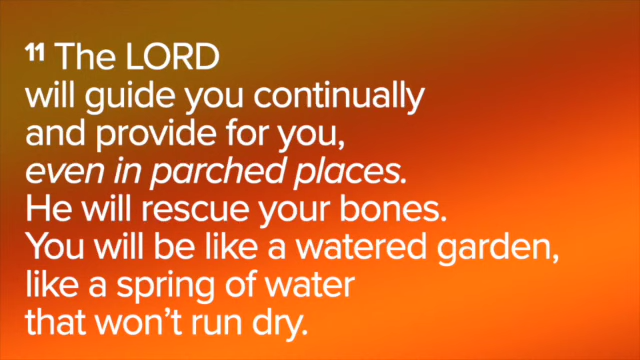 11 The LORD
will guide you continually
and provide for you,
even in parched places.
He will rescue your bones.
You will be like a watered garden,
like a spring of water
that won’t run dry.